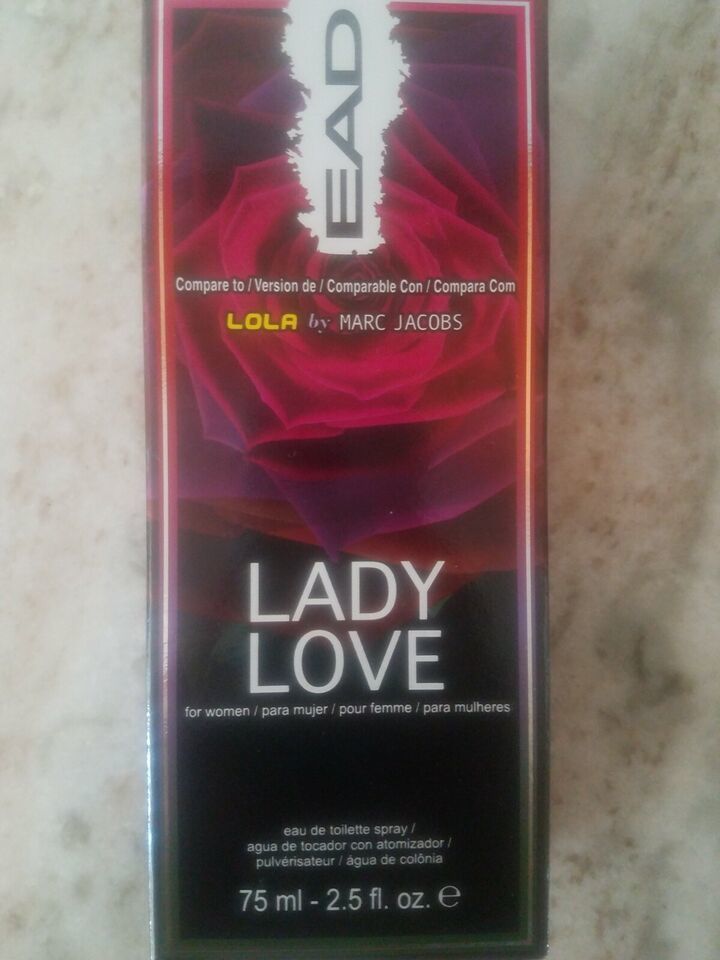 EAD
Compare to / Version de / Comparable Con / Compara Com
LOLA by MARC JACOBS
LADY
LOVE
for women / para mujer / pour femme / para mulheres
eau de toilette spray /
agua de tocador con atomizador /
pulvérisateur / água de colônia
75 ml - 2.5 fl. oz. ℮